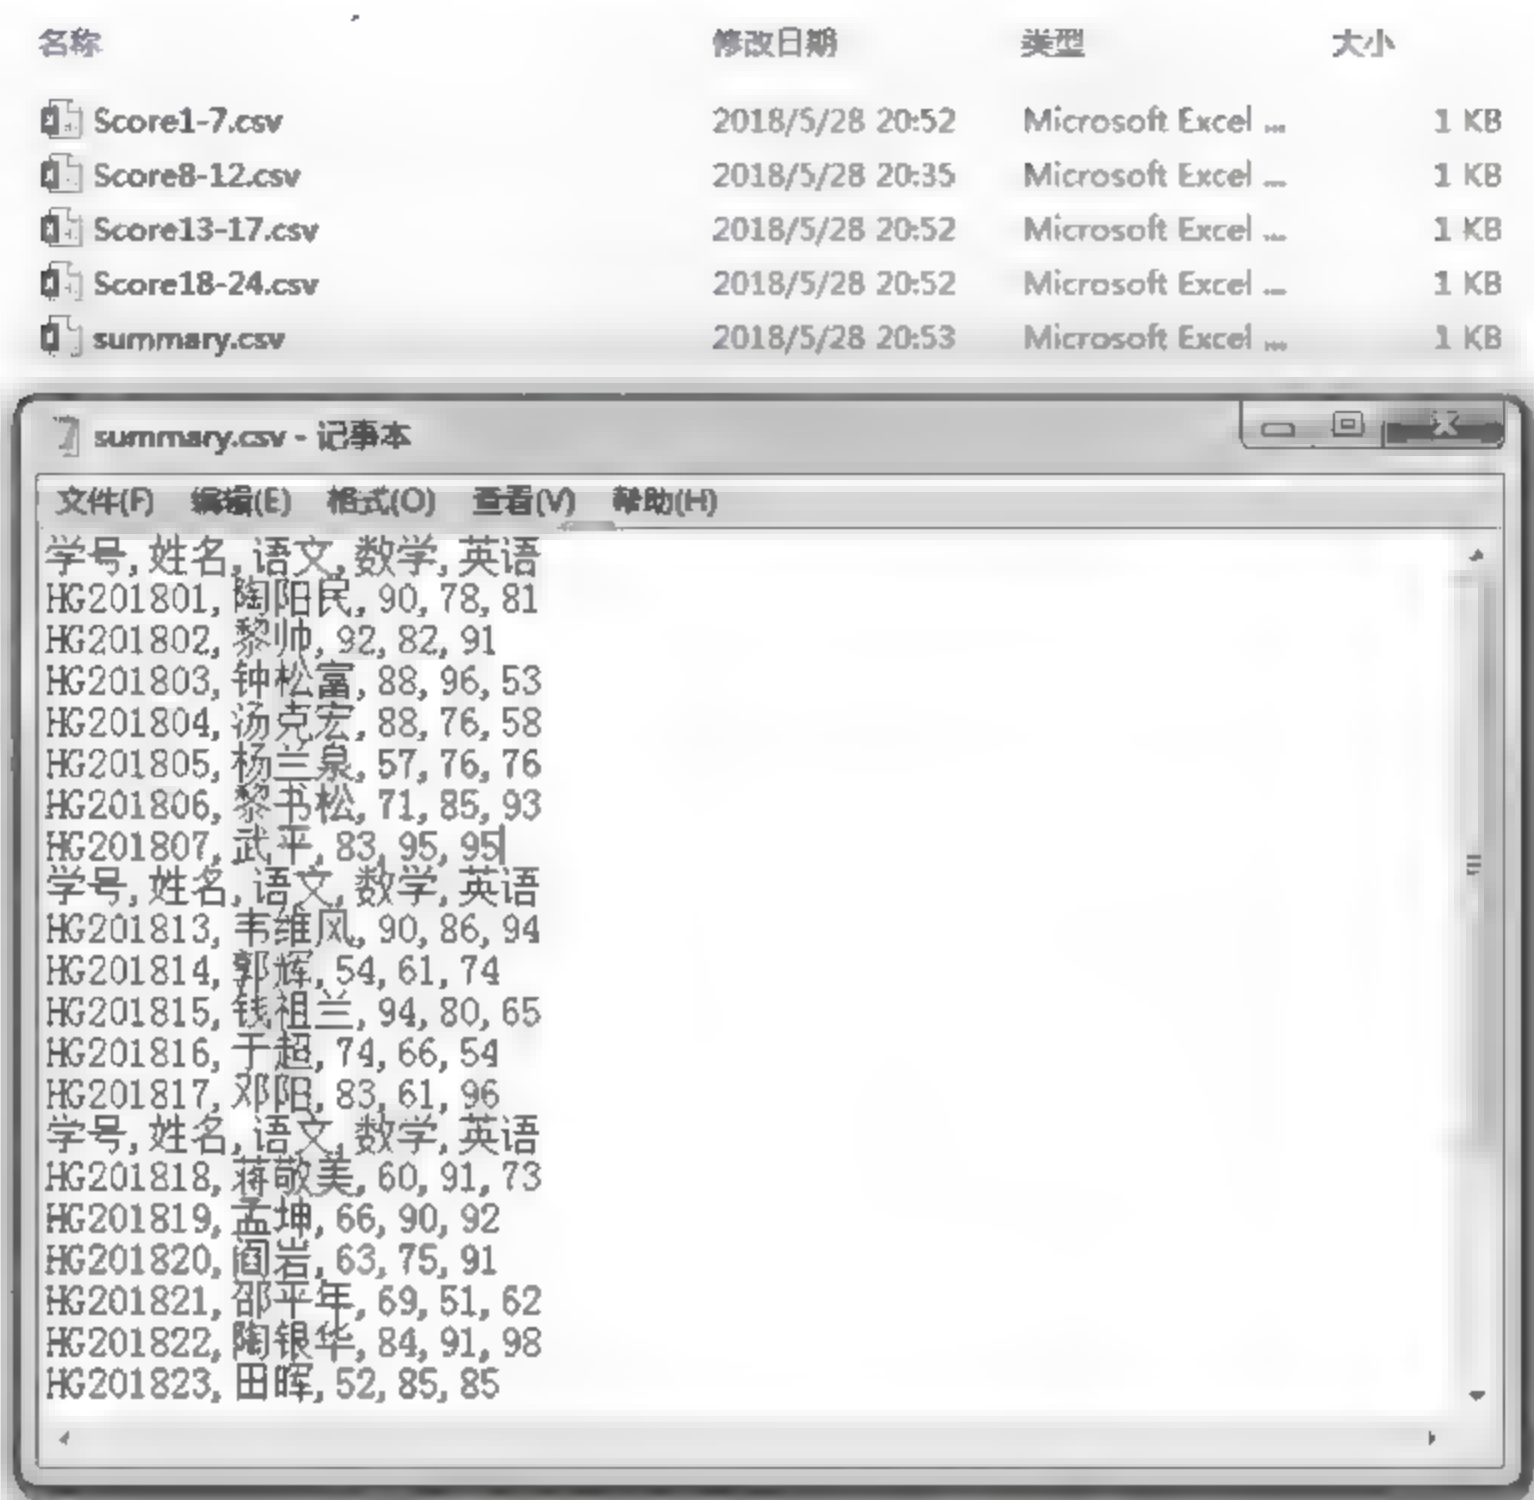 名称 修改日期 类型 大小
Score1-7.csv 2018/5/28 20:52 Microsoft Excel ... 1 KB
Score8-12.csv 2018/5/28 20:35 Microsoft Excel ... 1 KB
Score13-17.csv 2018/5/28 20:52 Microsoft Excel ... 1 KB
Score18-24.csv 2018/5/28 20:52 Microsoft Excel ... 1 KB
summary.csv 2018/5/28 20:53 Microsoft Excel ... 1 KB
summary.csv - 记事本
文件(F) 编辑(E) 格式(O) 查看(V) 帮助(H)
学号,姓名,语文,数学,英语
HG201801,陶阳民,90,78,81
HG201802,黎帅,92,82,91
HG201803,钟松富,88,96,53
HG201804,汤克宏,88,76,58
HG201805,杨兰泉,57,76,76
HG201806,黎书松,71,85,93
HG201807,武平,83,95,95
学号,姓名,语文,数学,英语
HG201813,韦维风,90,86,94
HG201814,郭辉,54,61,74
HG201815,钱祖兰,94,80,65
HG201816,于超,74,66,54
HG201817,邓阳,83,61,96
学号,姓名,语文,数学,英语
HG201818,蒋敬美,60,91,73
HG201819,孟坤,66,90,92
HG201820,阎岩,63,75,91
HG201821,邵平年,69,51,62
HG201822,陶银华,84,91,98
HG201823,田晖,52,85,85